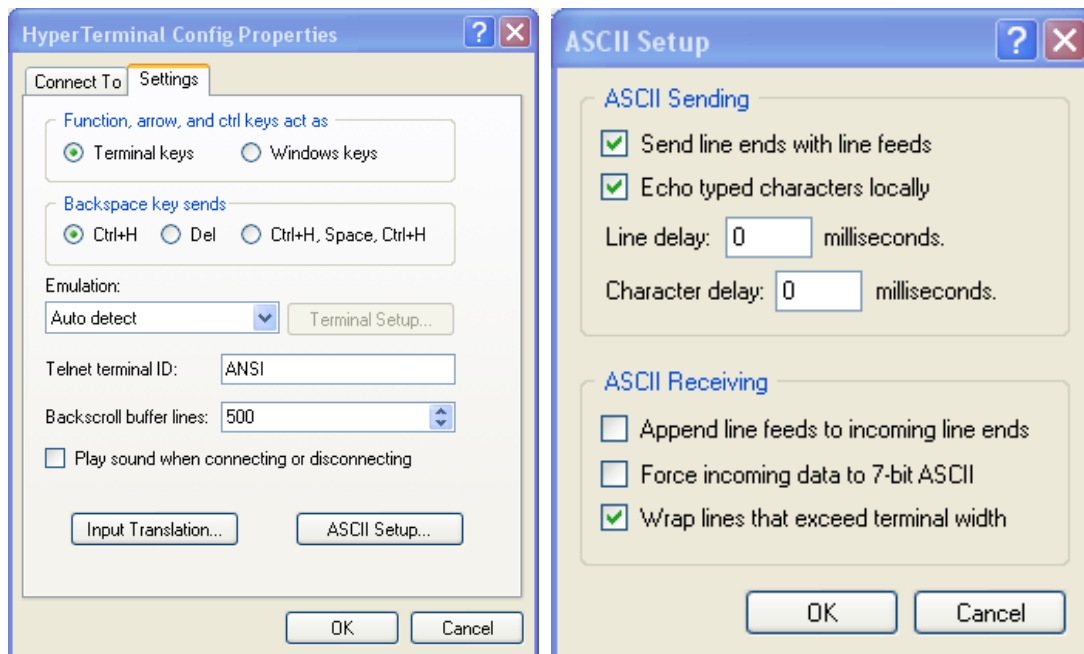 HyperTerminal Config Properties
Connect To
Settings
Function, arrow, and ctrl keys act as
Terminal keys
Windows keys
Backspace key sends
Ctrl+H
Del
Ctrl+H, Space, Ctrl+H
Emulation:
Auto detect
Terminal Setup...
Telnet terminal ID:
ANSI
Backscroll buffer lines:
500
Play sound when connecting or disconnecting
Input Translation...
ASCII Setup...
OK
Cancel
ASCII Setup
ASCII Sending
Send line ends with line feeds
Echo typed characters locally
Line delay: 0 milliseconds.
Character delay: 0 milliseconds.
ASCII Receiving
Append line feeds to incoming line ends
Force incoming data to 7-bit ASCII
Wrap lines that exceed terminal width
OK
Cancel